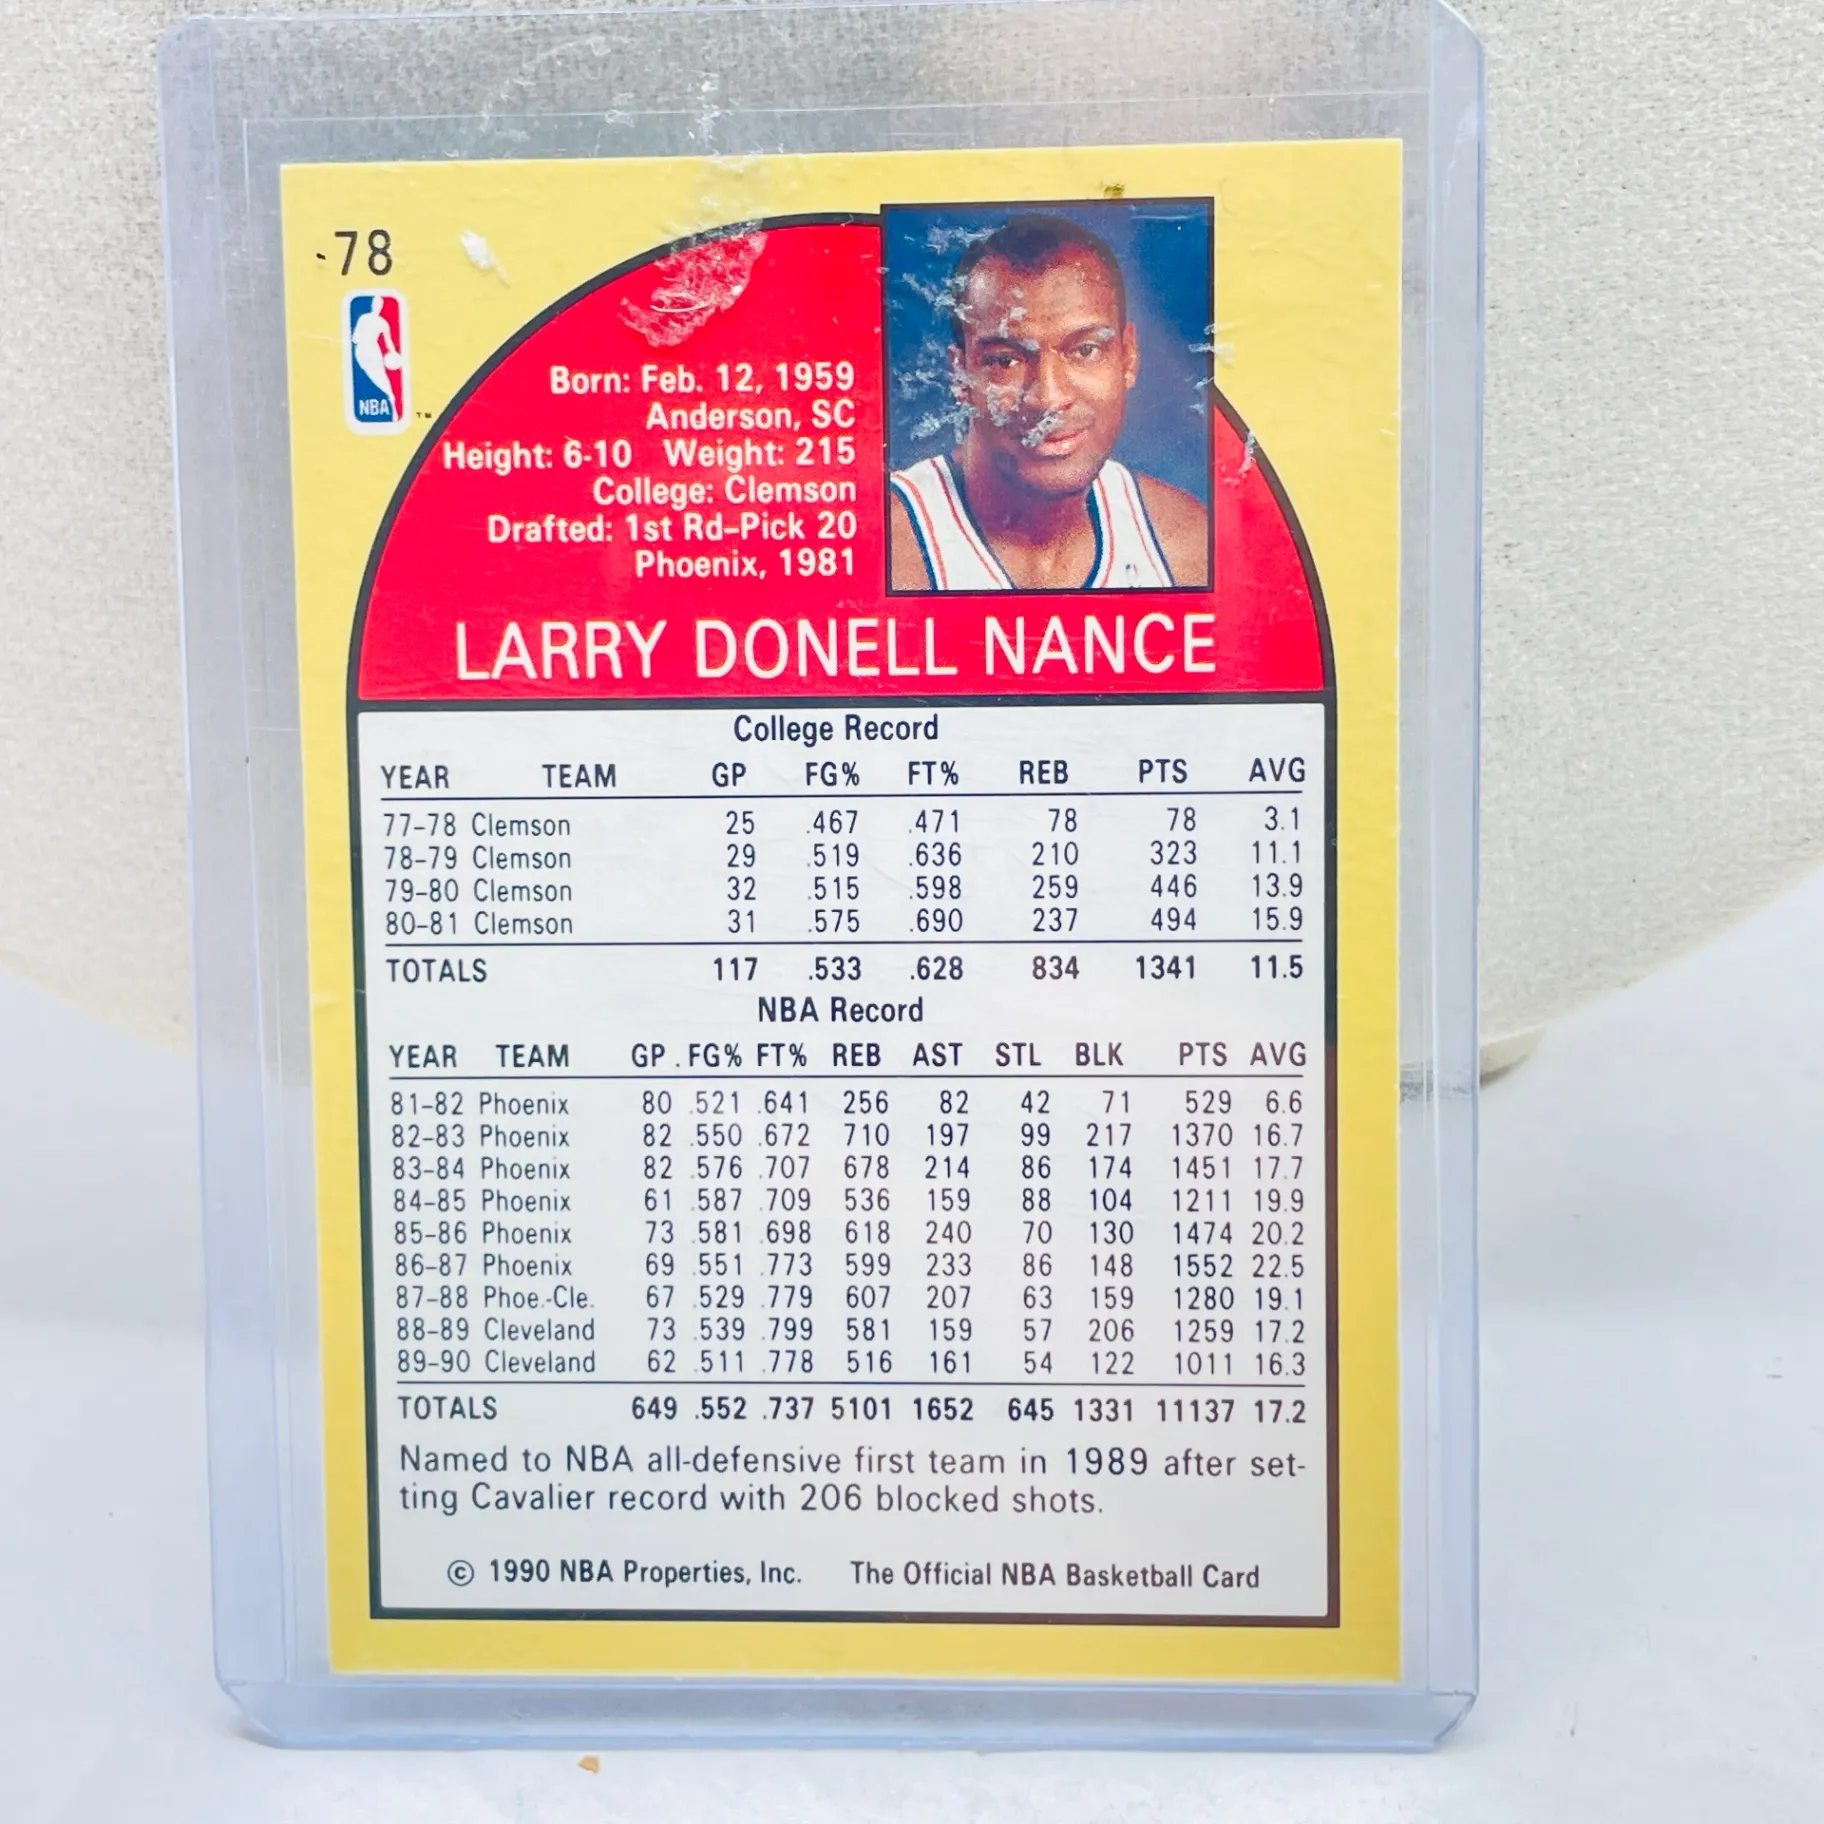 78
NBA
™
Born: Feb. 12, 1959
Anderson, SC
Height: 6-10 Weight: 215
College: Clemson
Drafted: 1st Rd-Pick 20
Phoenix, 1981
LARRY DONELL NANCE
College Record
YEAR TEAM GP FG% FT% REB PTS AVG
77-78 Clemson 25 .467 .471 78 78 3.1
78-79 Clemson 29 .519 .636 210 323 11.1
79-80 Clemson 32 .515 .598 259 446 13.9
80-81 Clemson 31 .575 .690 237 494 15.9
TOTALS 117 .533 .628 834 1341 11.5
NBA Record
YEAR TEAM GP. FG% FT% REB AST STL BLK PTS AVG
81-82 Phoenix 80 .521 .641 256 82 42 71 529 6.6
82-83 Phoenix 82 .550 .672 710 197 99 217 1370 16.7
83-84 Phoenix 82 .576 .707 678 214 86 174 1451 17.7
84-85 Phoenix 61 .587 .709 536 159 88 104 1211 19.9
85-86 Phoenix 73 .581 .698 618 240 70 130 1474 20.2
86-87 Phoenix 69 .551 .773 599 233 86 148 1552 22.5
87-88 Phoe.-Cle. 67 .529 .779 607 207 63 159 1280 19.1
88-89 Cleveland 73 .539 .799 581 159 57 206 1259 17.2
89-90 Cleveland 62 .511 .778 516 161 54 122 1011 16.3
TOTALS 649 .552 .737 5101 1652 645 1331 11137 17.2
Named to NBA all-defensive first team in 1989 after set-
ting Cavalier record with 206 blocked shots.
© 1990 NBA Properties, Inc. The Official NBA Basketball Card